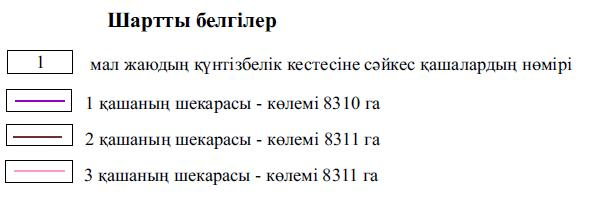 Шартты белгілер
1 мал жаюдың күнтізбелік кестесіне сәйкес қашалардың нөмірі
1 қашаның шекарасы - көлемі 8310 га
2 қашаның шекарасы - көлемі 8311 га
3 қашаның шекарасы - көлемі 8311 га